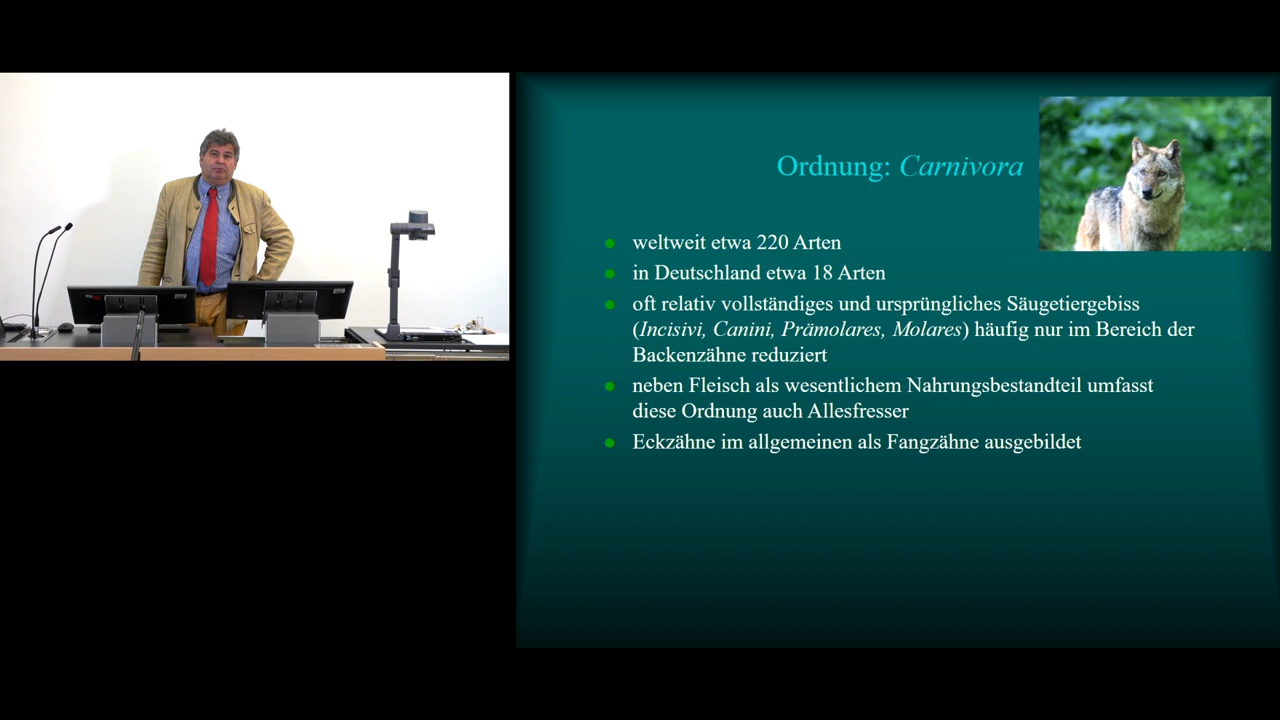 Ordnung: Carnivora
weltweit etwa 220 Arten
in Deutschland etwa 18 Arten
oft relativ vollständiges und ursprüngliches Säugetiergebiss
(Incisivi, Canini, Prämolares, Molares) häufig nur im Bereich der
Backenzähne reduziert
neben Fleisch als wesentlichem Nahrungsbestandteil umfasst
diese Ordnung auch Allesfresser
Eckzähne im allgemeinen als Fangzähne ausgebildet